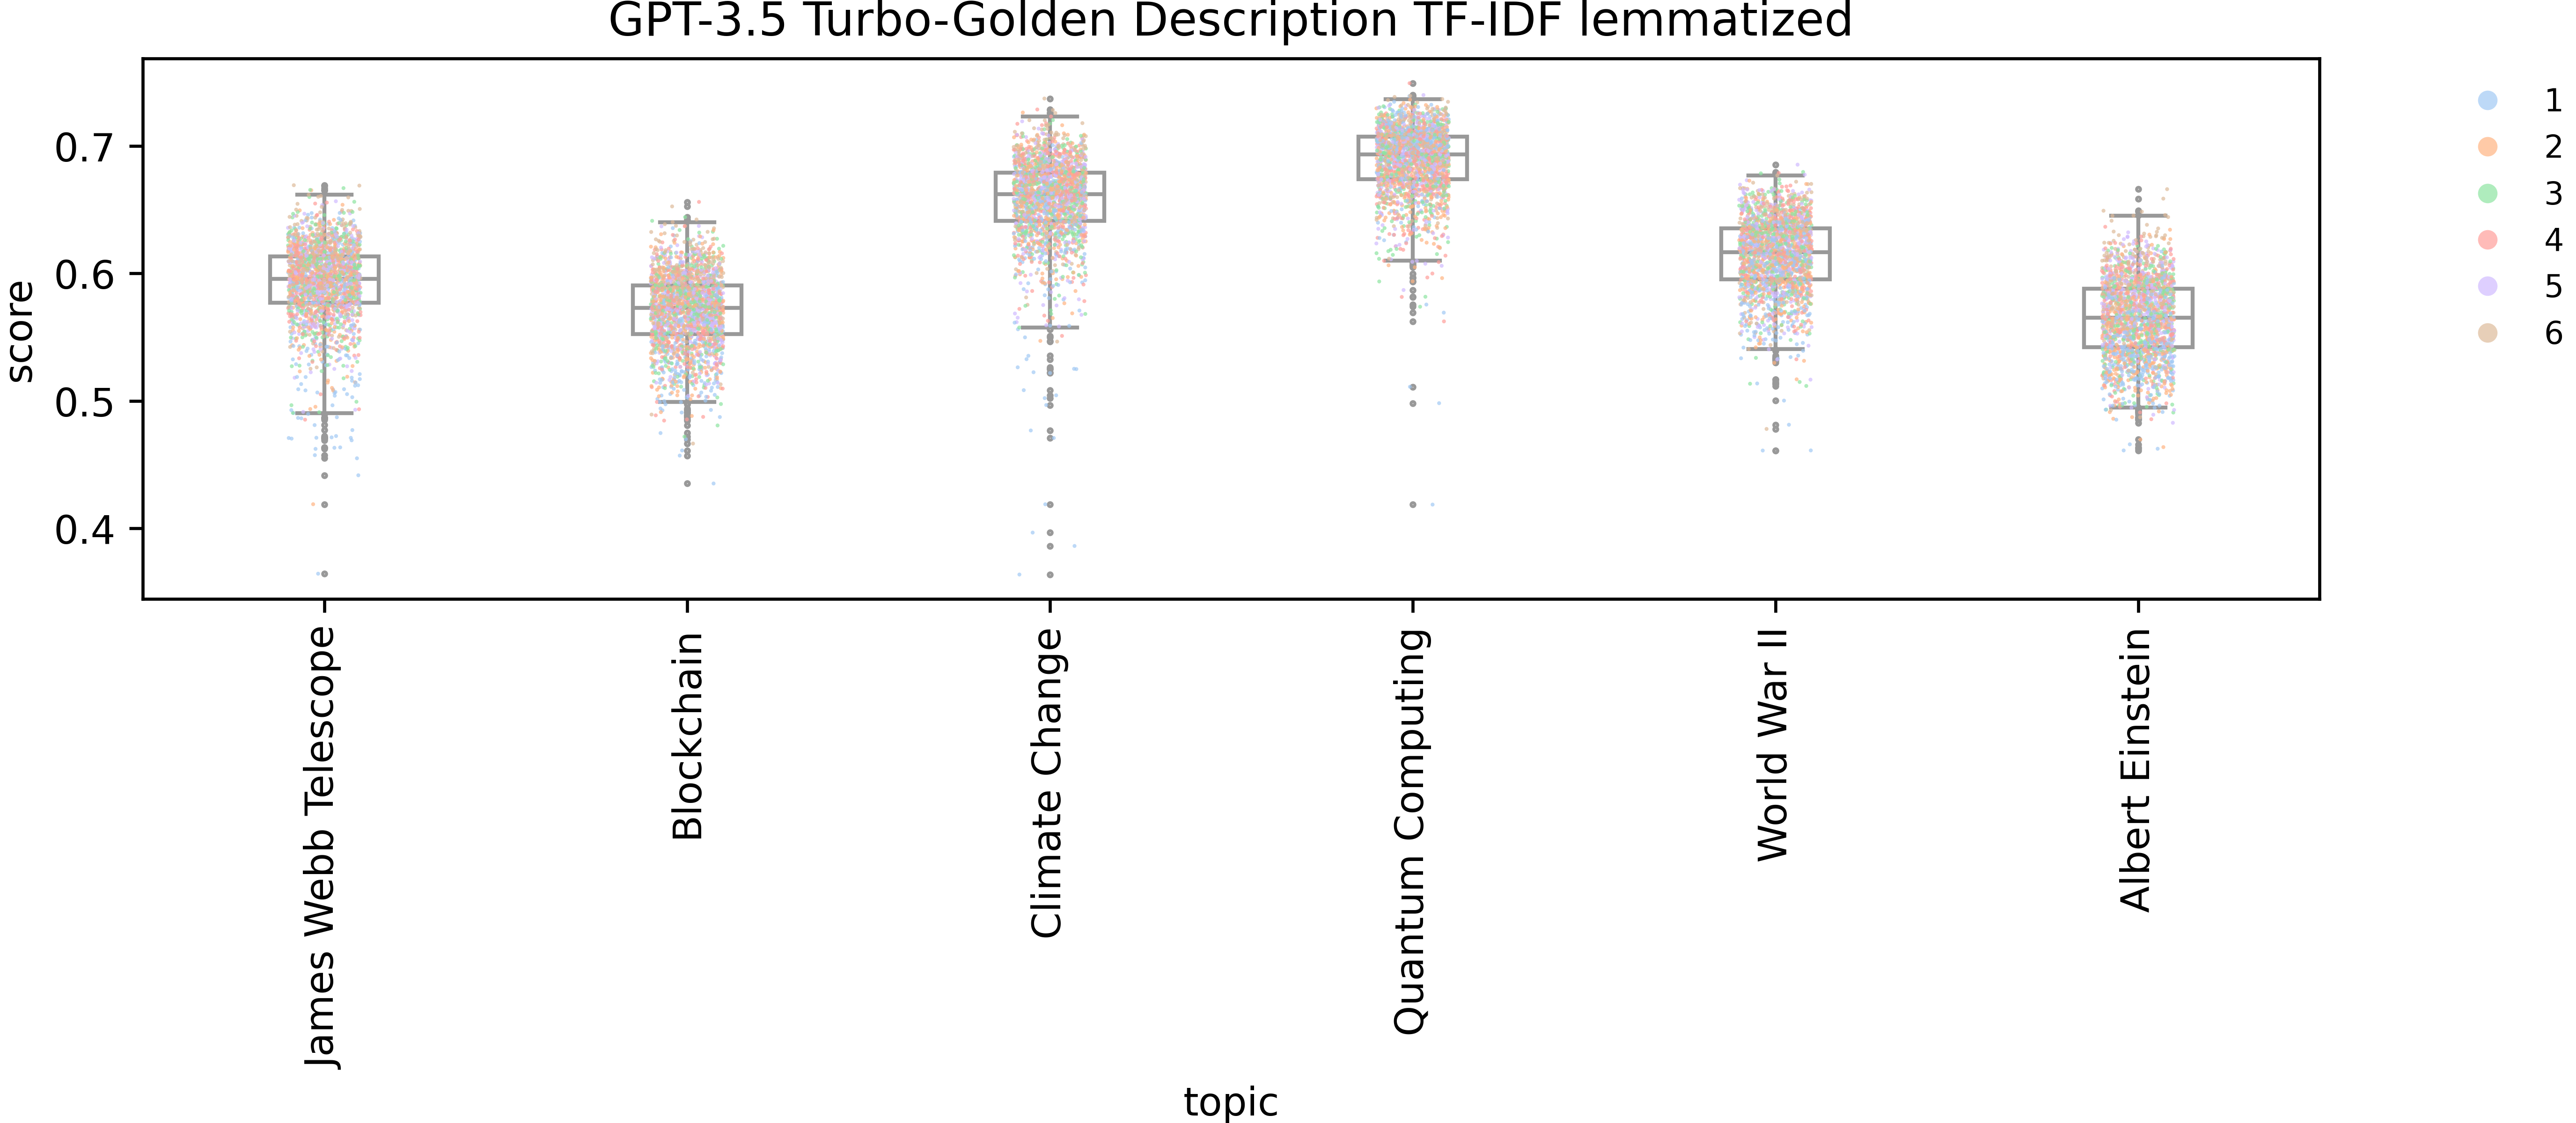 GPT-3.5 Turbo-Golden Description TF-IDF lemmatized
score
0.7
0.6
0.5
0.4
James Webb Telescope
Blockchain
Climate Change
Quantum Computing
World War II
Albert Einstein
topic
1
2
3
4
5
6